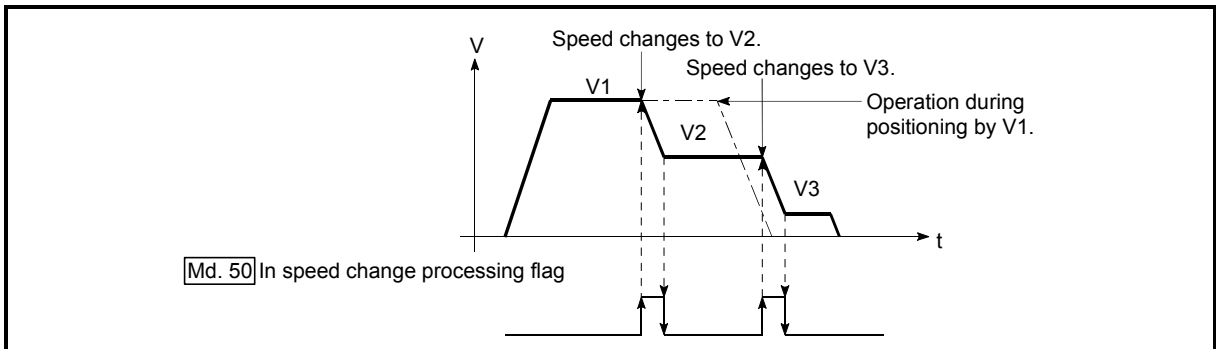 Speed changes to V2.
V
Speed changes to V3.
V1
Operation during
positioning by V1.
V2
V3
t
Md. 50 In speed change processing flag